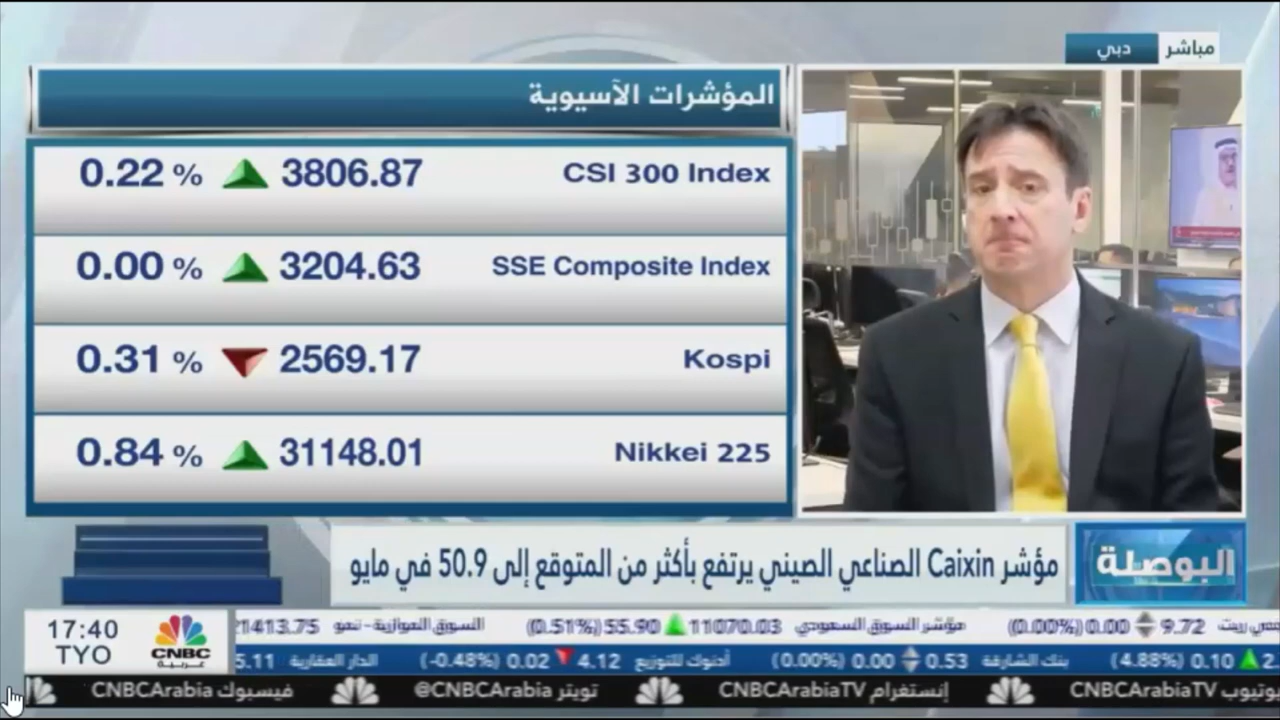 مباشر دبي
المؤشرات الآسيوية
CSI 300 Index 3806.87 0.22 %
SSE Composite Index 3204.63 0.00 %
Kospi 2569.17 0.31 %
Nikkei 225 31148.01 0.84 %
البوصلة
مؤشر Caixin الصناعي الصيني يرتفع بأكثر من المتوقع إلى 50.9 في مايو
17:40
TYO
CNBC
عربية
ريت 9.72 0.00 (0.00%) مؤشر السوق السعودي 11070.03 55.90 (0.51%) السوق الموازية - نمو 21413.75
0.10 (4.88%) بنك الشارقة 0.53 0.00 (0.00%) أدنوك للتوزيع 4.12 0.02 (-0.48%) الدار العقارية 5.11
فيسبوك CNBCArabia تويتر @CNBCArabia إنستغرام CNBCArabiaTV يوتيوب CNBCArabiaTV